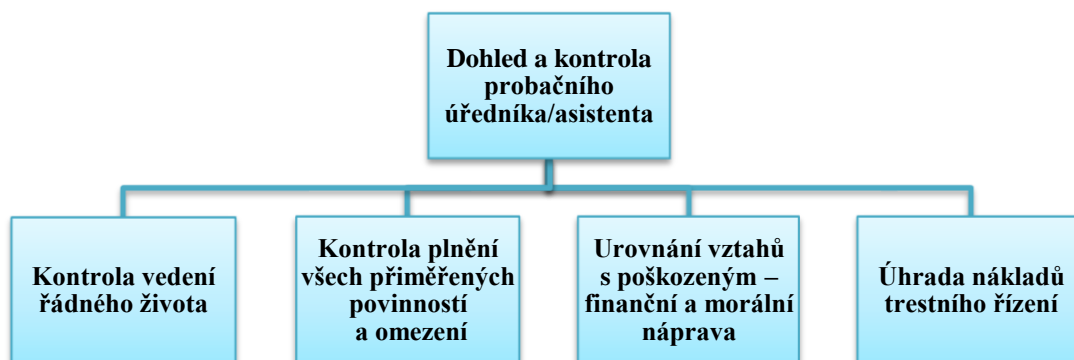 Dohled a kontrola
probačního
úředníka/asistenta
Kontrola vedení
řádného života
Kontrola plnění
všech přiměřených
povinností
a omezení
Urovnání vztahů
s poškozeným –
finanční a morální
náprava
Úhrada nákladů
trestního řízení